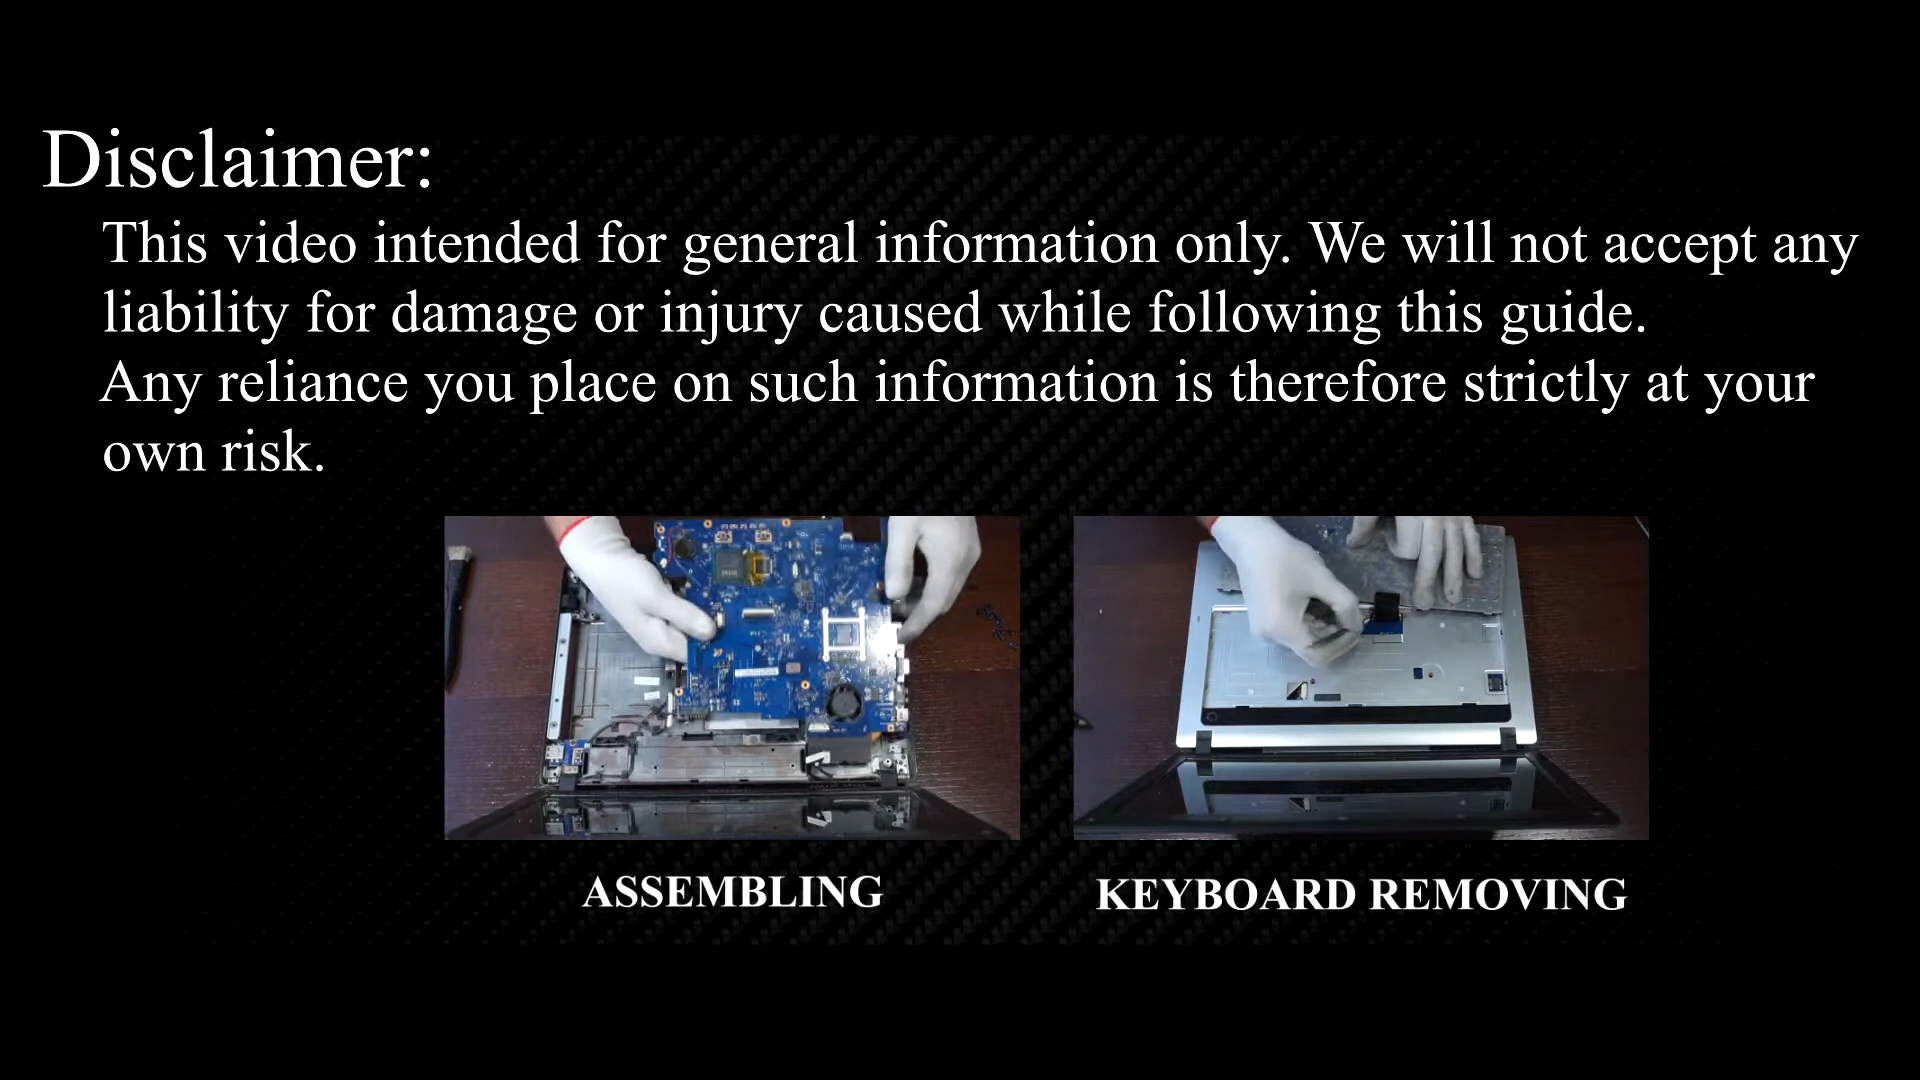 Disclaimer:
This video intended for general information only. We will not accept any
liability for damage or injury caused while following this guide.
Any reliance you place on such information is therefore strictly at your
own risk.
ASSEMBLING
KEYBOARD REMOVING